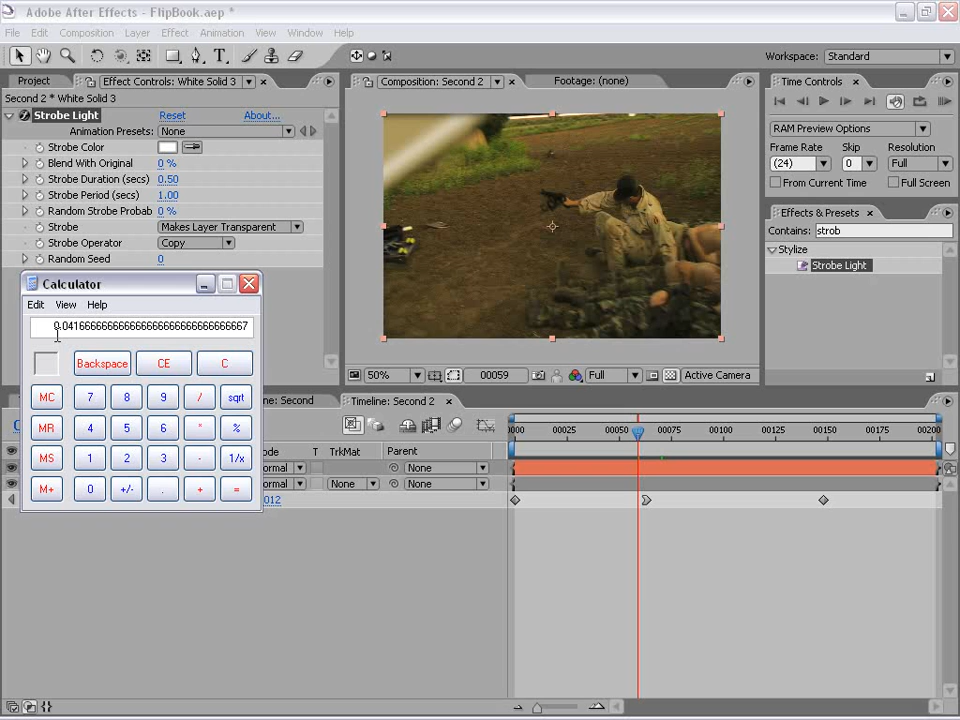 Adobe After Effects - FlipBook.aep *
File Edit Composition Layer Effect Animation View Window Help
Workspace: Standard
Project Effect Controls: White Solid 3
Second 2 * White Solid 3
Strobe Light Reset About...
Animation Presets: None
Strobe Color
Blend With Original 0 %
Strobe Duration (secs) 0.50
Strobe Period (secs) 1.00
Random Strobe Probab 0 %
Strobe Makes Layer Transparent
Strobe Operator Copy
Random Seed 0
Composition: Second 2 Footage: (none)
50% 00059 Full Active Camera
Time Controls
RAM Preview Options
Frame Rate Skip Resolution
(24) 0 Full
From Current Time Full Screen
Effects & Presets
Contains: strob
Stylize
Strobe Light
Calculator
Edit View Help
Backspace CE C
MC 7 8 9 / sqrt
MR 4 5 6 * %
MS 1 2 3 - 1/x
M+ 0 +/- . + =
ne: Second Timeline: Second 2
0000 00025 00050 00075 00100 00125 00150 00175 00200
ode T TrkMat Parent
ormal None
ormal None None
012